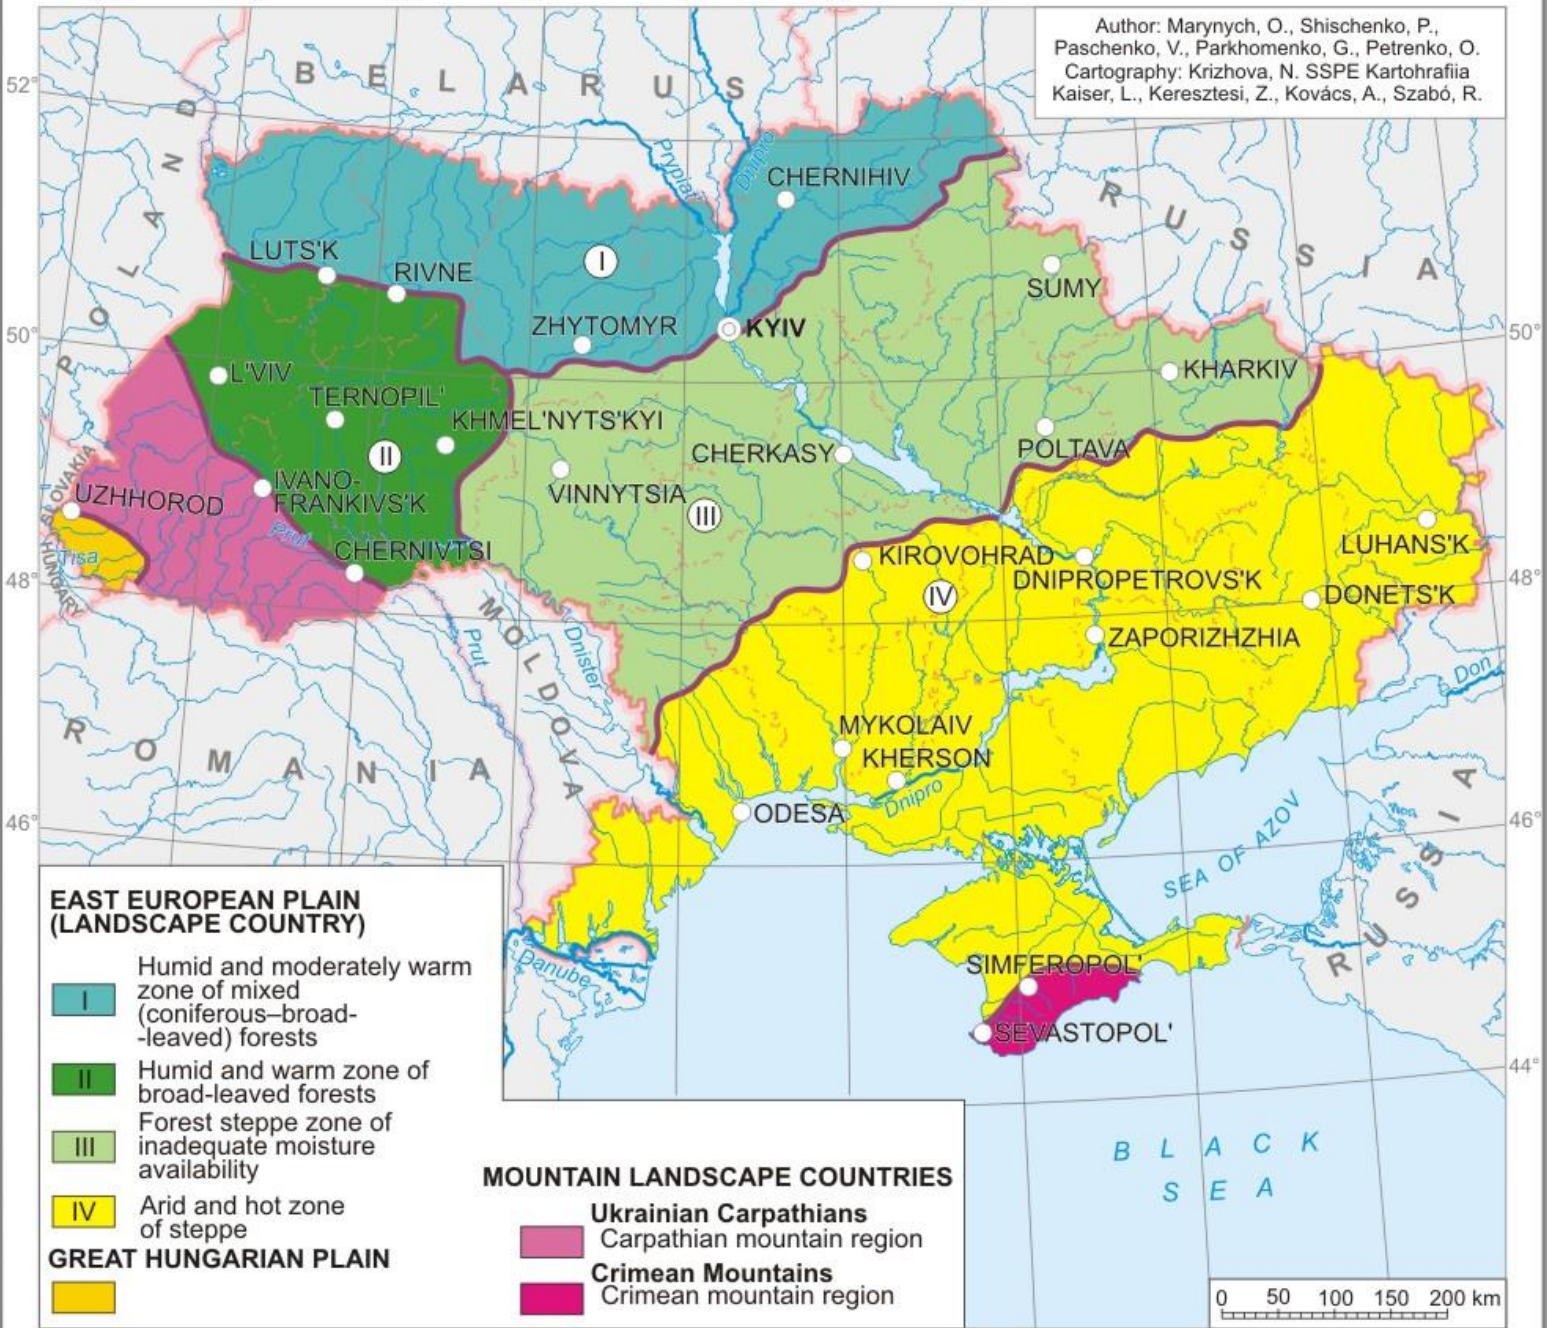 Author: Marynych, O., Shischenko, P.,
Paschenko, V., Parkhomenko, G., Petrenko, O.
Cartography: Krizhova, N. SSPE Kartohrafiia
Kaiser, L., Keresztesi, Z., Kovács, A., Szabó, R.
52°
BELARUS
POLAND
RUSSIA
Prypiat'
Dnipro
CHERNIHIV
LUTS'K
RIVNE
I
SUMY
ZHYTOMYR
KYIV
50°
50°
L'VIV
KHARKIV
TERNOPIL'
KHMEL'NYTS'KYI
II
CHERKASY
POLTAVA
SLOVAKIA
UZHHOROD
IVANO-
FRANKIVS'K
VINNYTSIA
III
Prut
LUHANS'K
HUNGARY
Tisa
CHERNIVTSI
KIROVOHRAD
DNIPROPETROVS'K
48°
48°
IV
DONETS'K
MOLDOVA
Prut
Dnister
ZAPORIZHZHIA
Don
ROMANIA
MYKOLAIV
KHERSON
Dnipro
ODESA
46°
46°
SEA OF AZOV
RUSSIA
Danube
SIMFEROPOL'
SEVASTOPOL'
44°
BLACK
SEA
EAST EUROPEAN PLAIN
(LANDSCAPE COUNTRY)
I
Humid and moderately warm
zone of mixed
(coniferous–broad-
-leaved) forests
II
Humid and warm zone of
broad-leaved forests
III
Forest steppe zone of
inadequate moisture
availability
IV
Arid and hot zone
of steppe
GREAT HUNGARIAN PLAIN
MOUNTAIN LANDSCAPE COUNTRIES
Ukrainian Carpathians
Carpathian mountain region
Crimean Mountains
Crimean mountain region
0 50 100 150 200 km